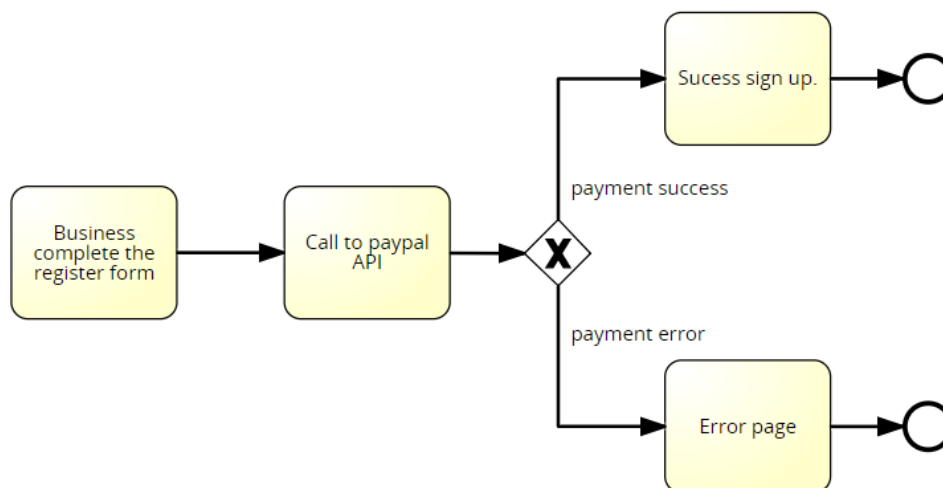 Sucess sign up.
payment success
Business
complete the
register form
Call to paypal
API
X
payment error
Error page